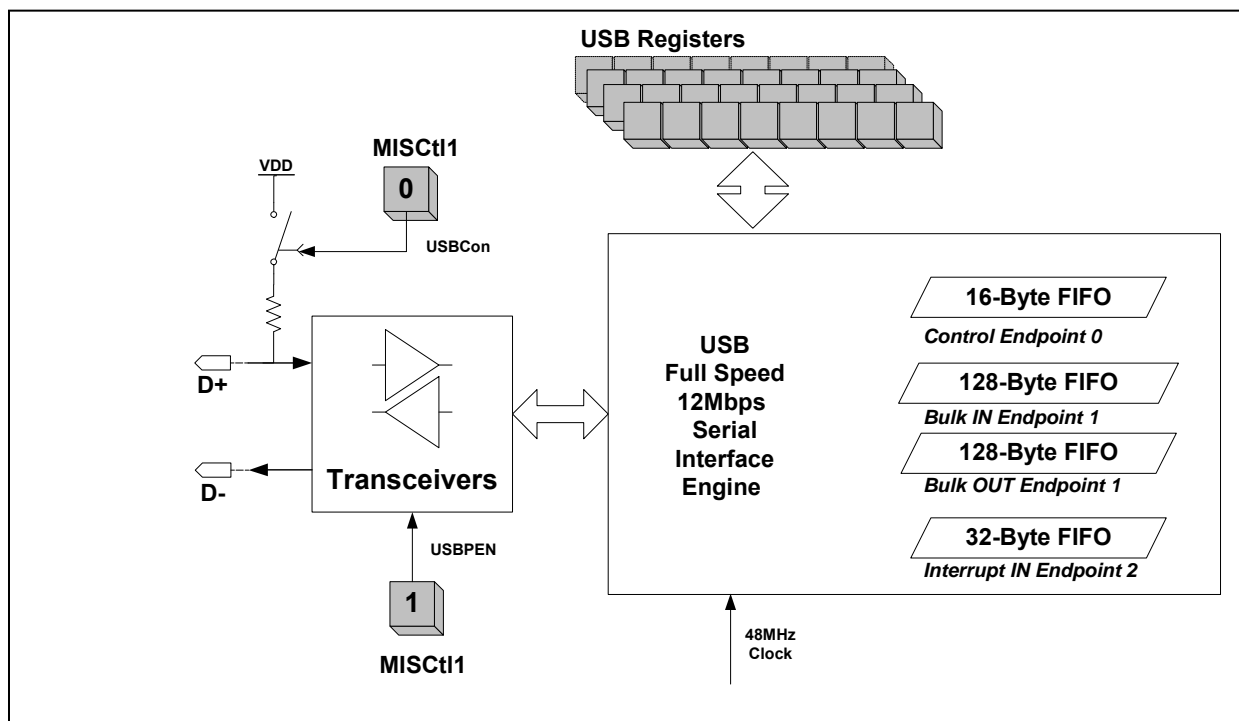 USB Registers
MISCtl1
0
VDD
USBCon
D+
D-
Transceivers
USBPEN
1
MISCtl1
USB
Full Speed
12Mbps
Serial
Interface
Engine
16-Byte FIFO
Control Endpoint 0
128-Byte FIFO
Bulk IN Endpoint 1
128-Byte FIFO
Bulk OUT Endpoint 1
32-Byte FIFO
Interrupt IN Endpoint 2
48MHz
Clock